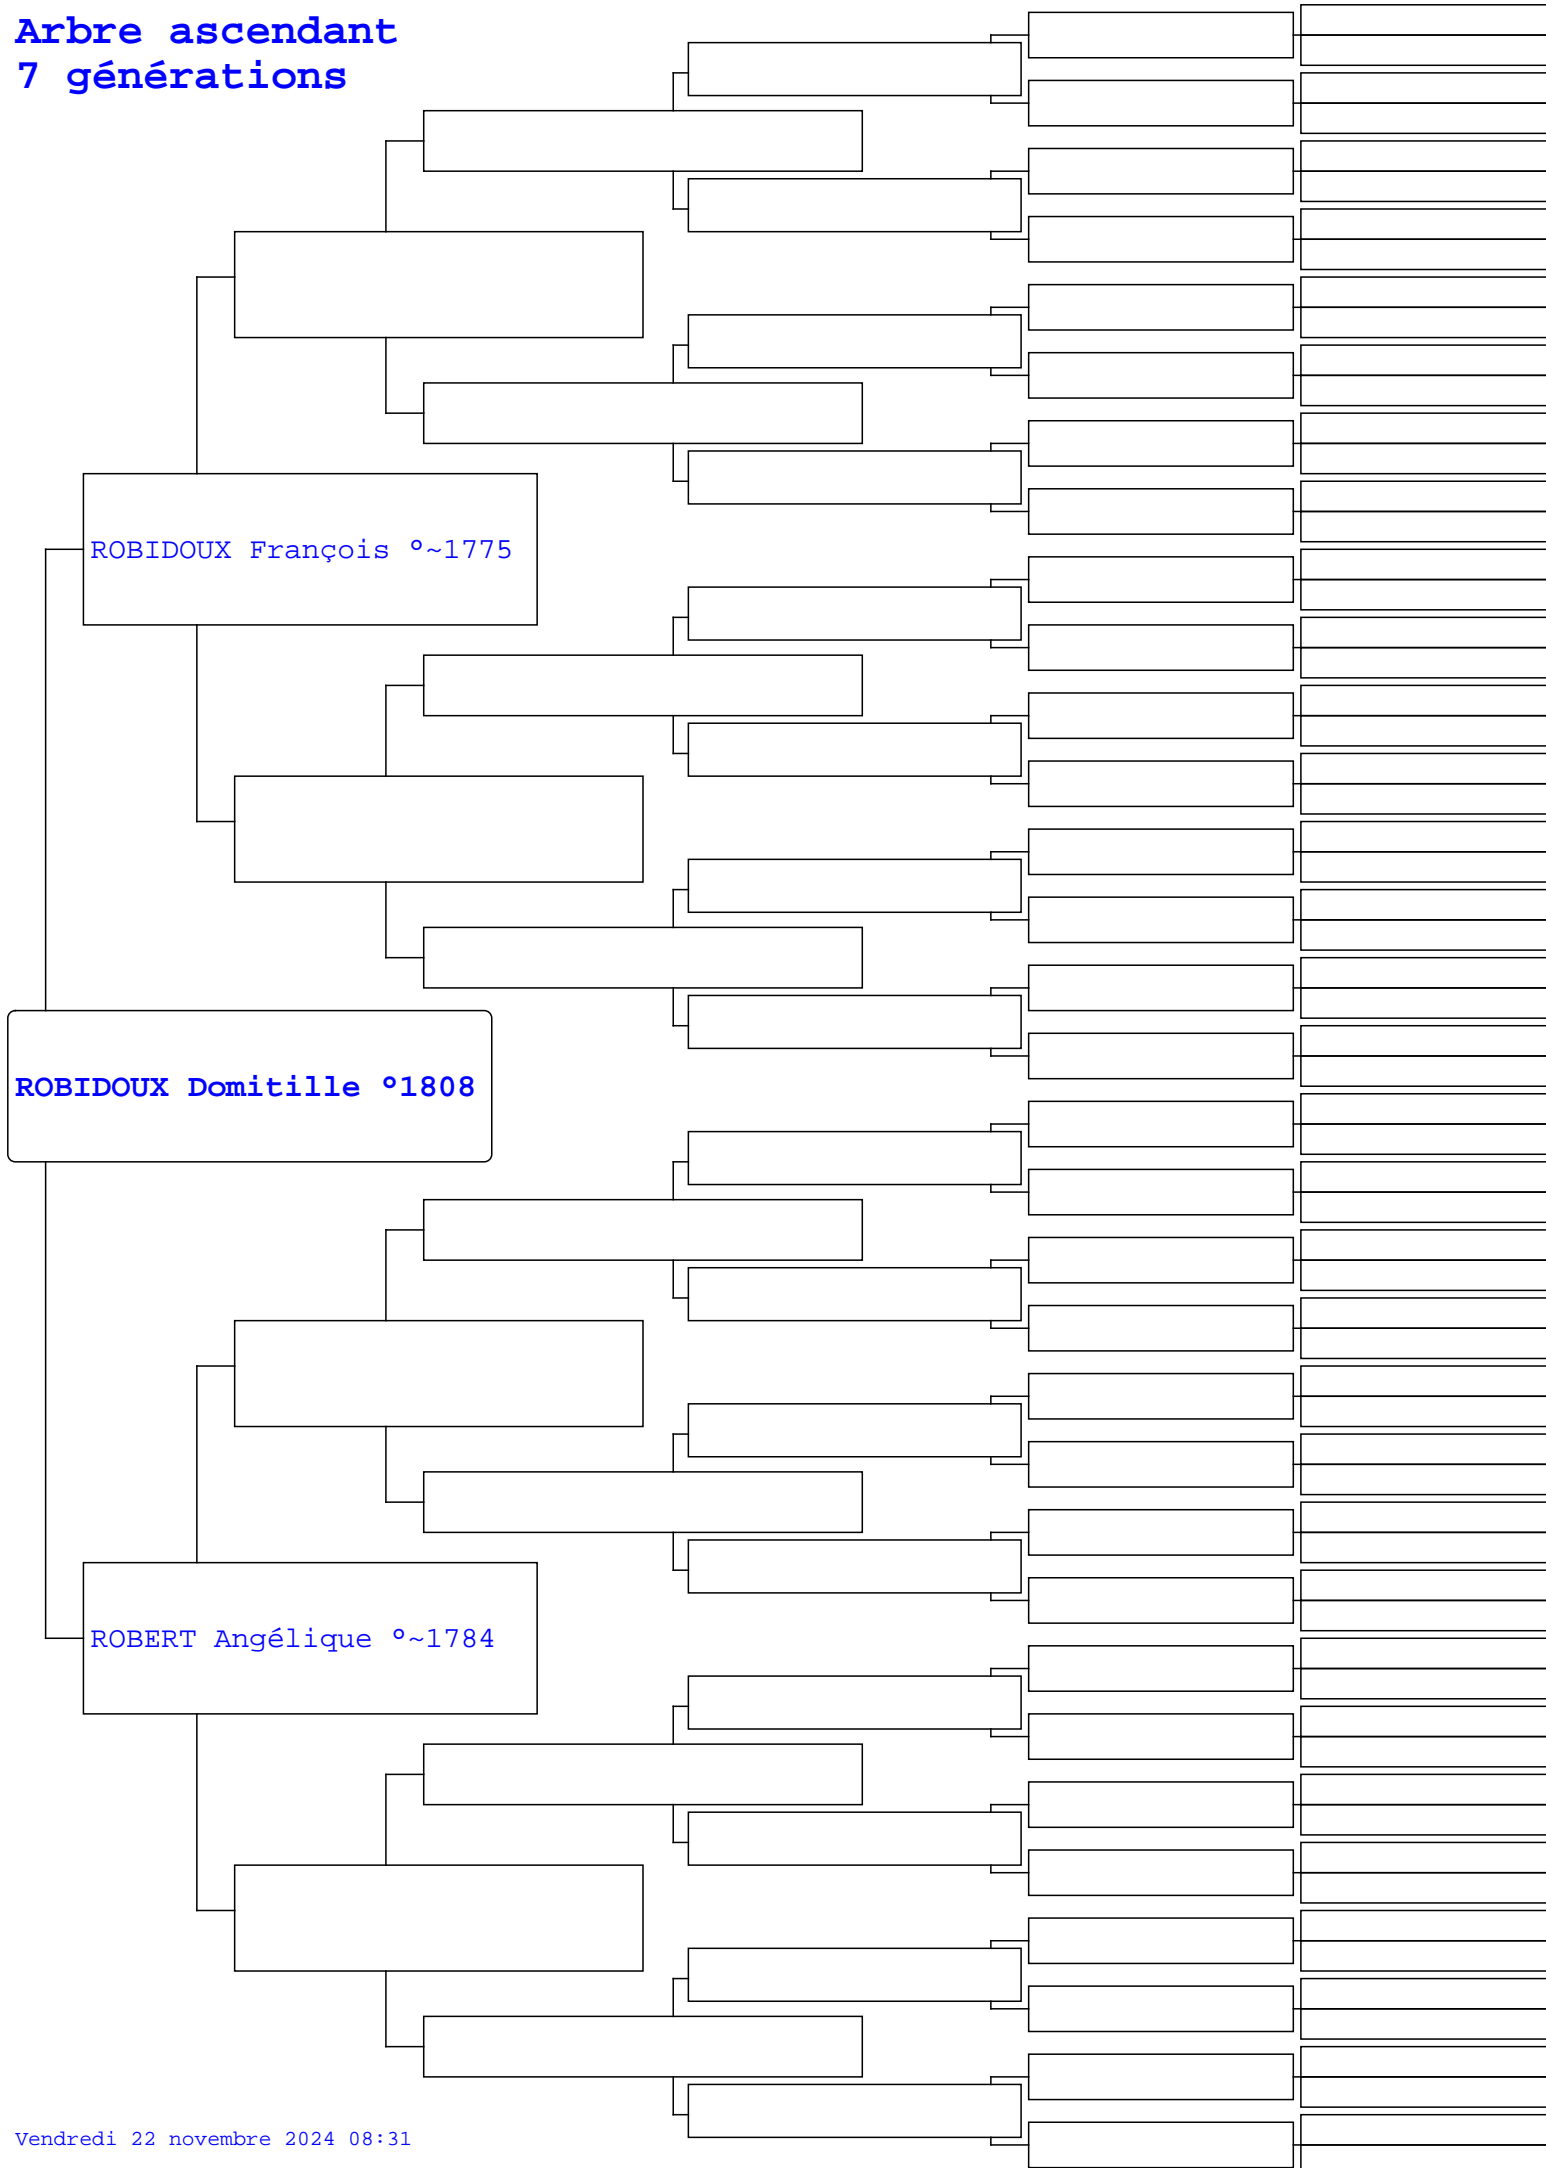 Arbre ascendant
7 générations
ROBIDOUX François °~1775
ROBIDOUX Domitille °1808
ROBERT Angélique °~1784
Vendredi 22 novembre 2024 08:31